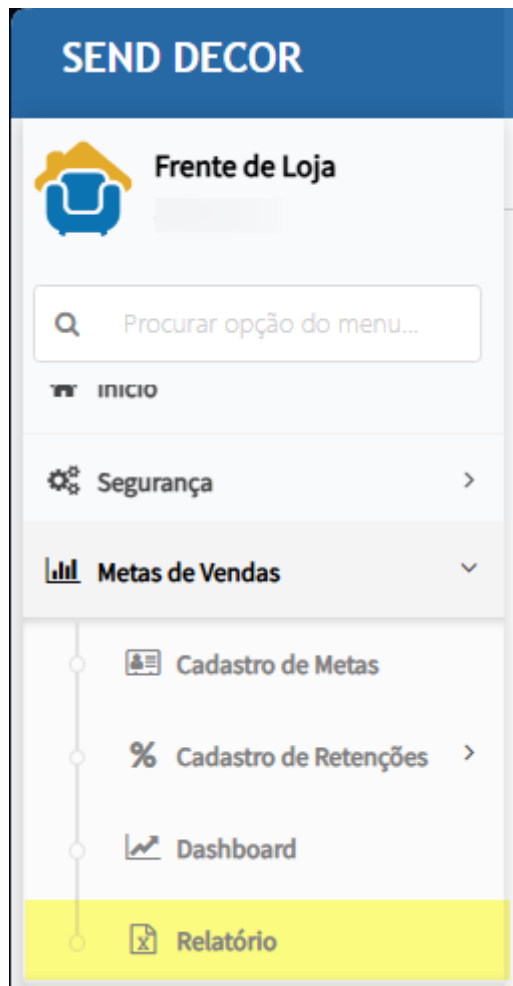 SEND DECOR
Frente de Loja
Procurar opção do menu...
Início
Segurança
Metas de Vendas
Cadastro de Metas
Cadastro de Retenções
Dashboard
Relatório